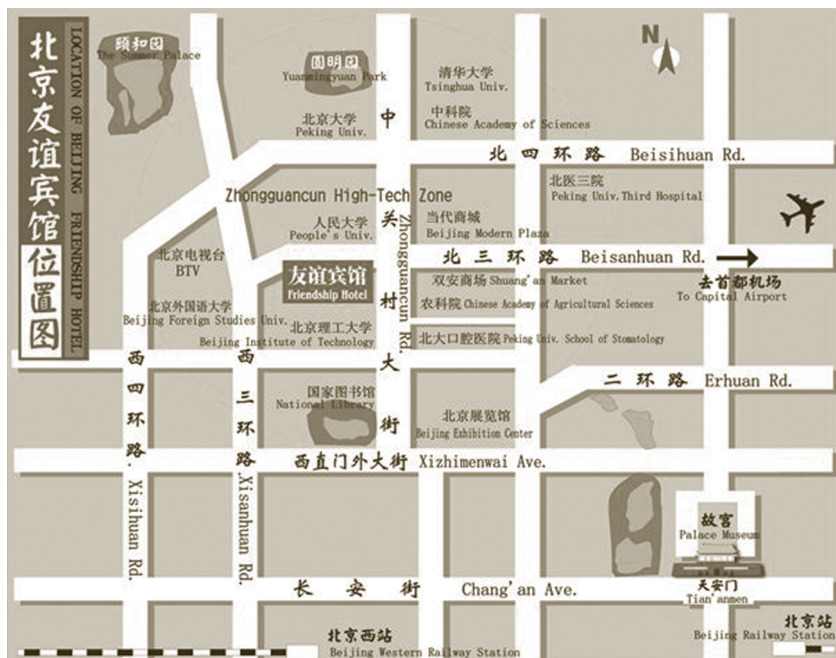 北京友谊宾馆位置图
LOCATION OF BEIJING FRIENDSHIP HOTEL
颐和园
The Summer Palace
圆明园
Yuanmingyuan Park
清华大学
Tsinghua Univ.
北京大学
Peking Univ.
中科院
Chinese Academy of Sciences
N
北四环路 Beisihuan Rd.
Zhongguancun High-Tech Zone
北医三院
Peking Univ. Third Hospital
人民大学
People's Univ.
当代商城
Beijing Modern Plaza
中关村大街
Zhongguancun Rd.
北京电视台
BTV
友谊宾馆
Friendship Hotel
北三环路 Beisanhuan Rd.
去首都机场
To Capital Airport
双安商场 Shuang'an Market
农科院 Chinese Academy of Agricultural Sciences
北京外国语大学
Beijing Foreign Studies Univ.
北京理工大学
Beijing Institute of Technology
北大口腔医院 Peking Univ. School of Stomatology
西四环路. Xisihuan Rd.
西三环路. Xisanhuan Rd.
二环路 Erhuan Rd.
国家图书馆
National Library
北京展览馆
Beijing Exhibition Center
西直门外大街 Xizhimenwai Ave.
故宫
Palace Museum
天安门
Tian'anmen
长安街 Chang'an Ave.
北京西站
Beijing Western Railway Station
北京站
Beijing Railway Station